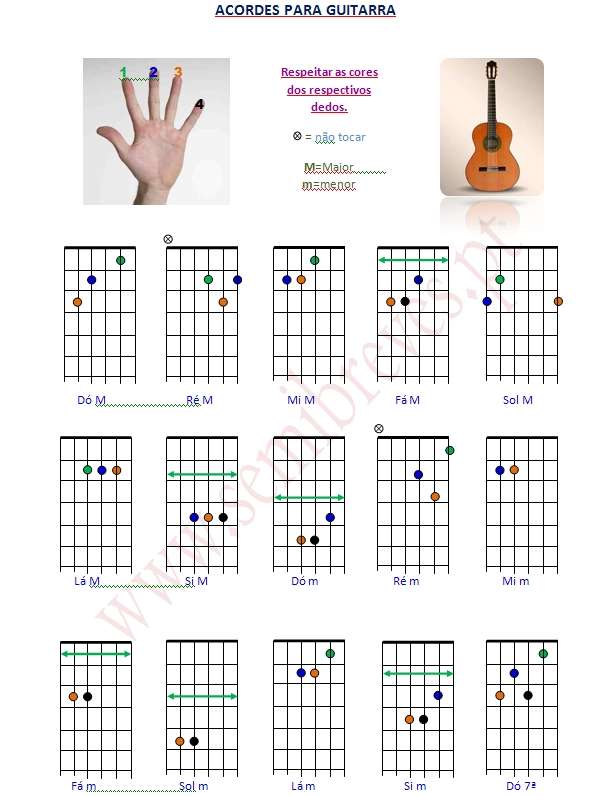 ACORDES PARA GUITARRA
1 2 3
4
Respeitar as cores
dos respectivos
dedos.
⊗ = não tocar
M=Maior
m=menor
Dó M Ré M Mi M Fá M Sol M
Lá M Si M Dó m Ré m Mi m
Fá m Sol m Lá m Si m Dó 7ª
www.semibreves.pt